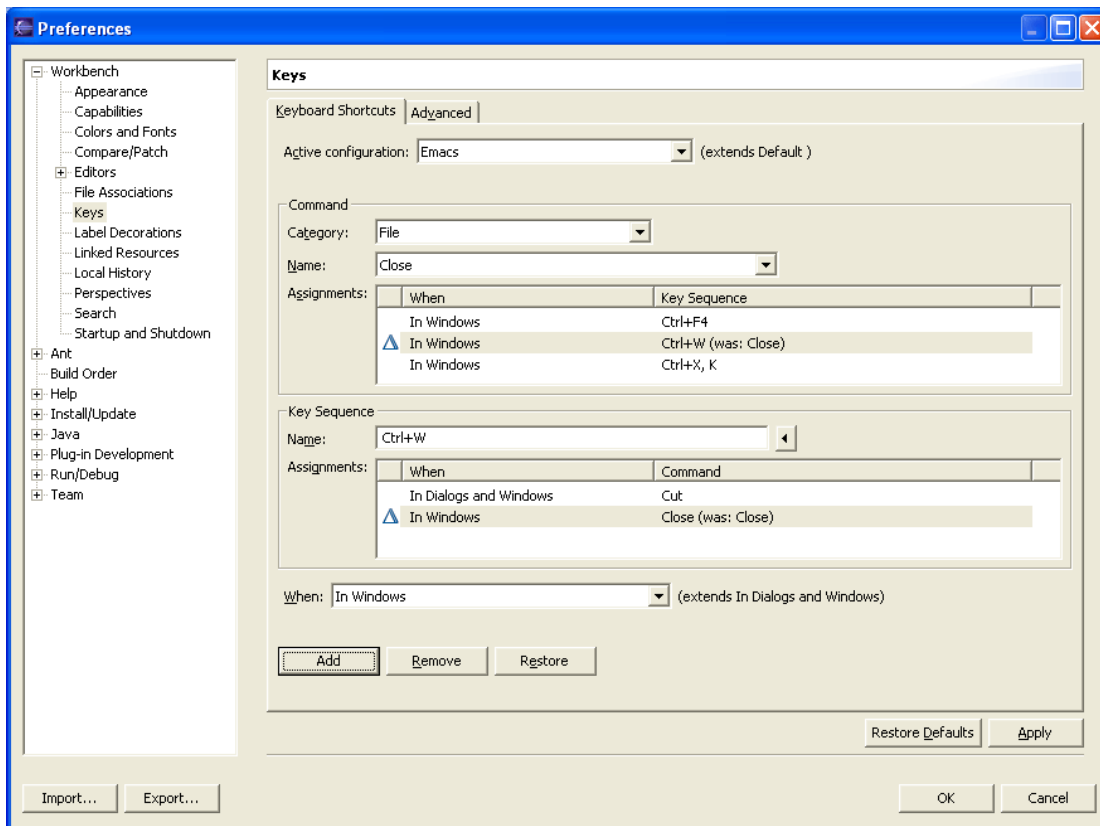 Preferences
Workbench
Appearance
Capabilities
Colors and Fonts
Compare/Patch
Editors
File Associations
Keys
Label Decorations
Linked Resources
Local History
Perspectives
Search
Startup and Shutdown
Ant
Build Order
Help
Install/Update
Java
Plug-in Development
Run/Debug
Team
Keys
Keyboard Shortcuts Advanced
Active configuration: Emacs (extends Default )
Command
Category: File
Name: Close
Assignments: When Key Sequence
In Windows Ctrl+F4
In Windows Ctrl+W (was: Close)
In Windows Ctrl+X, K
Key Sequence
Name: Ctrl+W
Assignments: When Command
In Dialogs and Windows Cut
In Windows Close (was: Close)
When: In Windows (extends In Dialogs and Windows)
Add Remove Restore
Restore Defaults Apply
Import... Export... OK Cancel